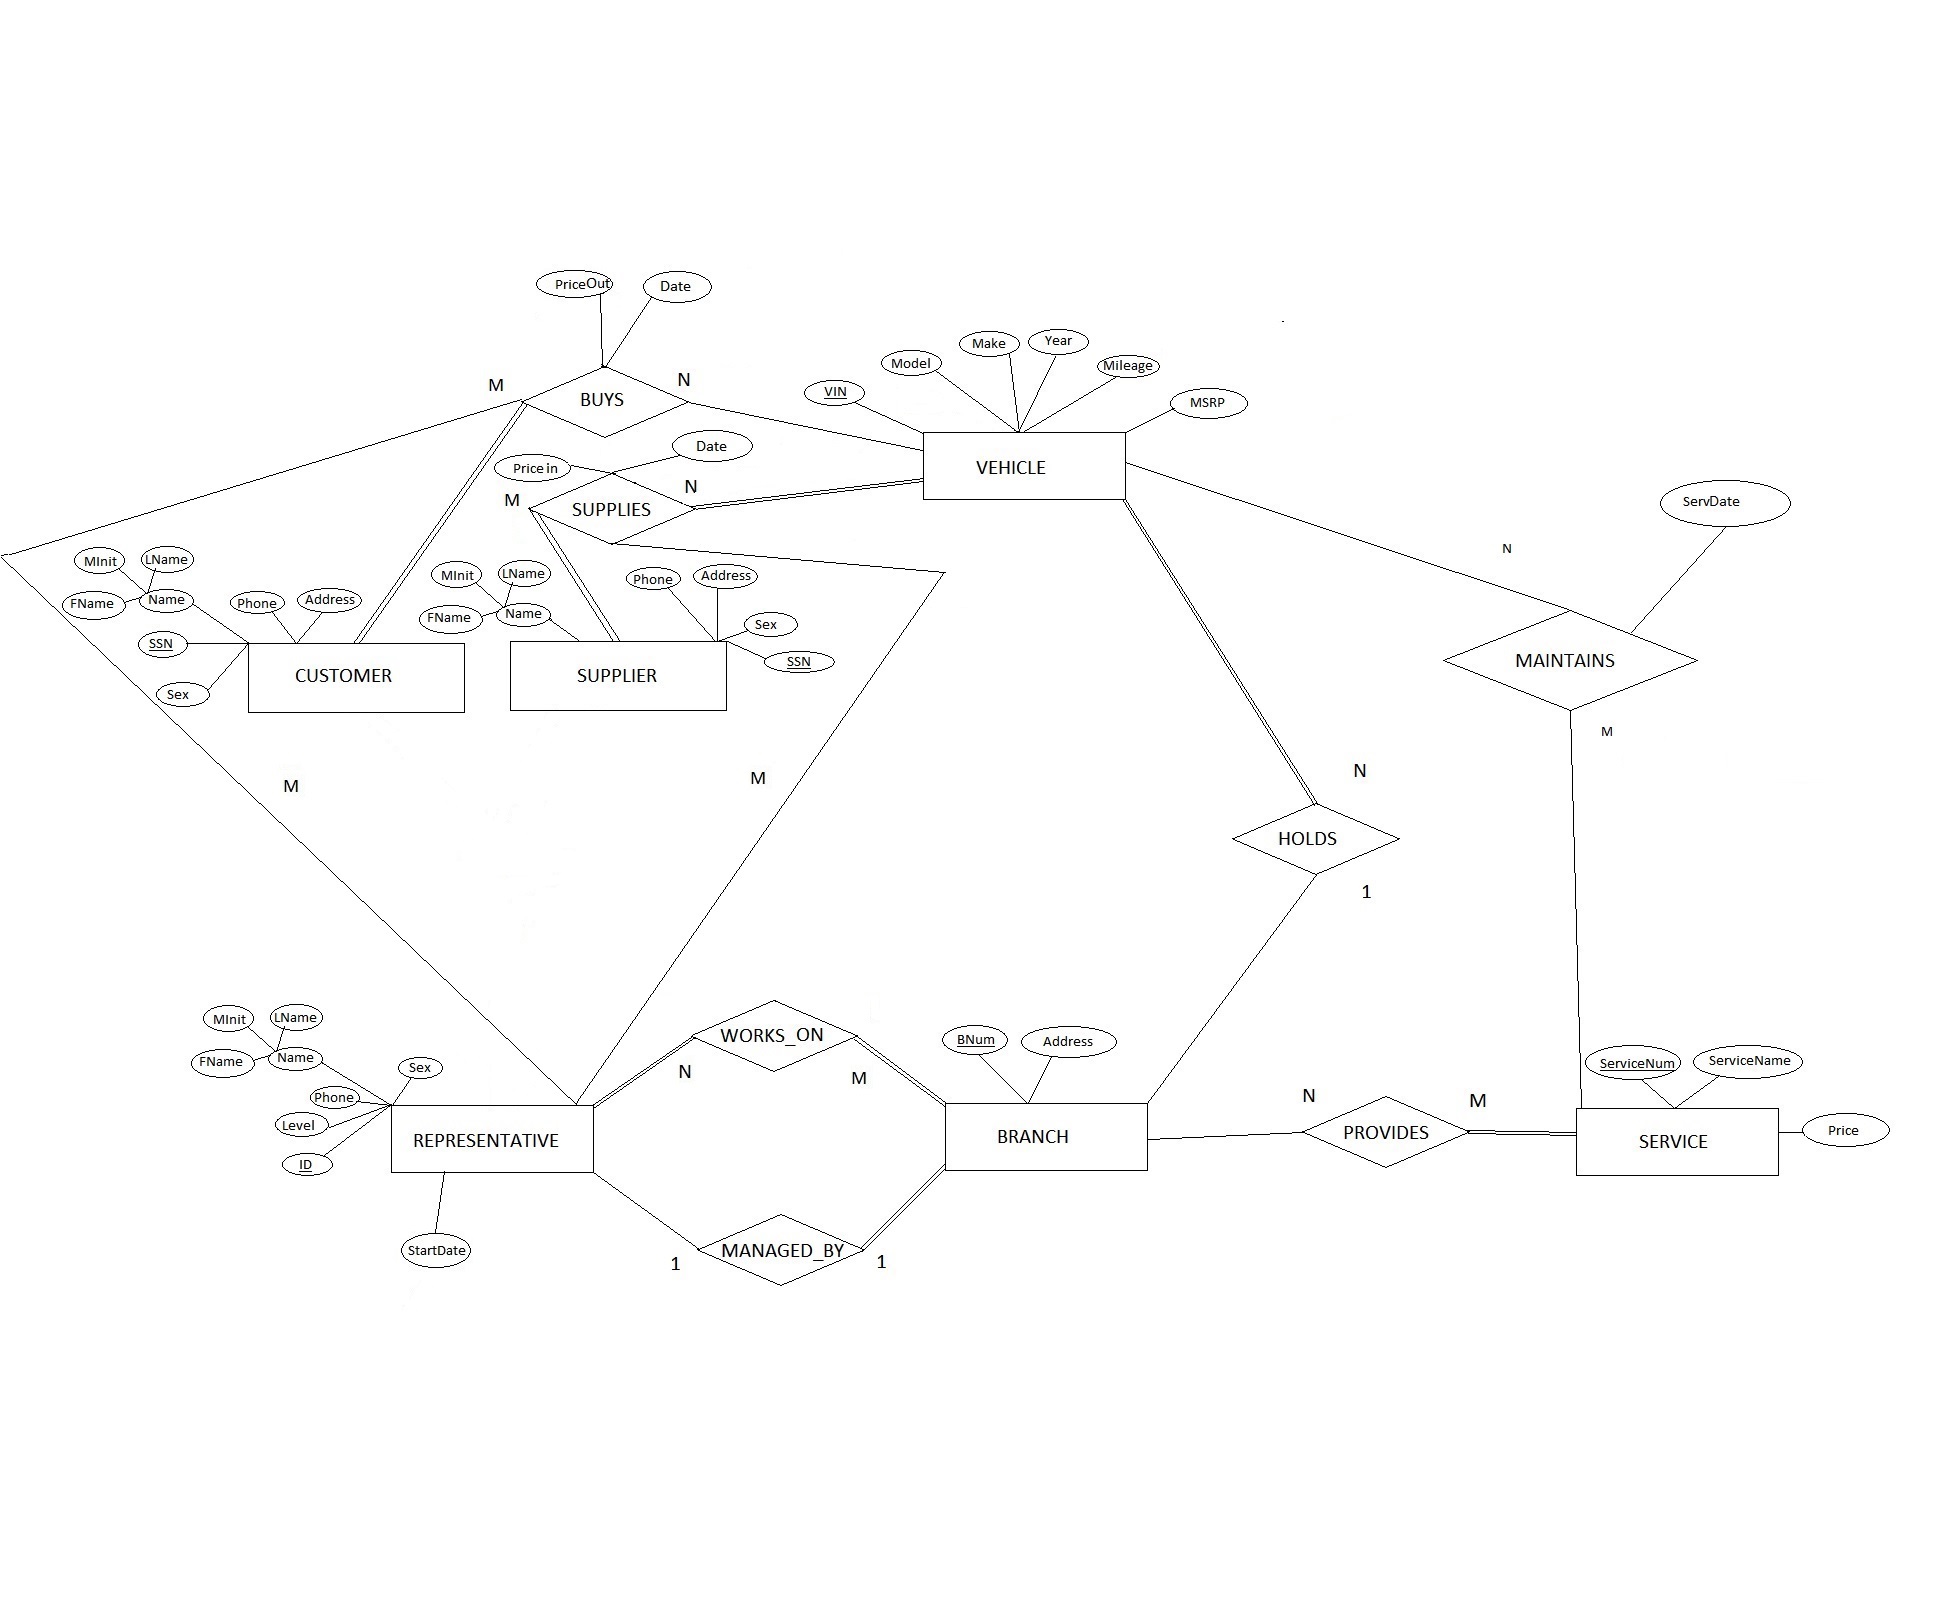 PriceOut
Date
Model
Make
Year
Mileage
VIN
MSRP
M
N
BUYS
Date
Price in
VEHICLE
N
M
SUPPLIES
ServDate
N
MInit
LName
FName
Name
Phone
Address
SSN
Sex
CUSTOMER
MInit
LName
FName
Name
Phone
Address
Sex
SSN
SUPPLIER
MAINTAINS
M
M
M
N
HOLDS
1
MInit
LName
FName
Name
Sex
Phone
Level
ID
REPRESENTATIVE
StartDate
WORKS_ON
N
M
BNum
Address
BRANCH
N
M
PROVIDES
ServiceNum
ServiceName
SERVICE
Price
MANAGED_BY
1
1